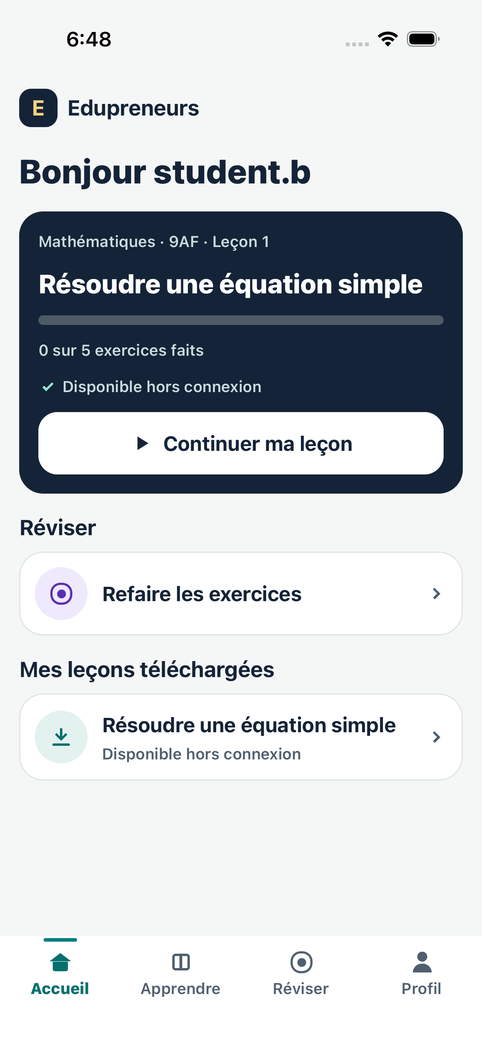 6:48
E Edupreneurs
Bonjour student.b
Mathématiques · 9AF · Leçon 1
Résoudre une équation simple
0 sur 5 exercices faits
Disponible hors connexion
Continuer ma leçon
Réviser
Refaire les exercices
Mes leçons téléchargées
Résoudre une équation simple
Disponible hors connexion
Accueil Apprendre Réviser Profil